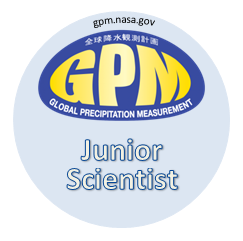 gpm.nasa.gov
全球降水観測計画
GPM
GLOBAL PRECIPITATION MEASUREMENT
Junior
Scientist